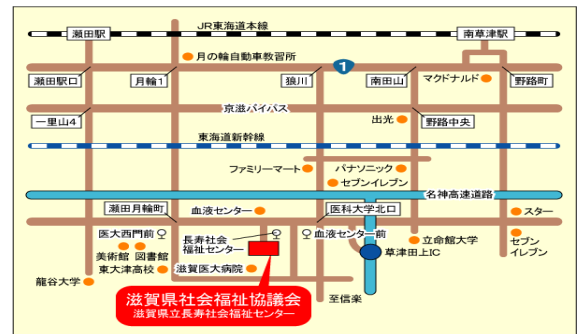 JR東海道本線
瀬田駅
南草津駅
月の輪自動車教習所
1
瀬田駅口
月輪1
狼川
南田山
マクドナルド
野路町
京滋バイパス
一里山4
出光
野路中央
東海道新幹線
ファミリーマート
パナソニック
セブンイレブン
名神高速道路
瀬田月輪町
血液センター
医科大学北口
スター
医大西門前
長寿社会
福祉センター
血液センター前
立命館大学
セブン
イレブン
美術館
図書館
草津田上IC
東大津高校
滋賀医大病院
龍谷大学
至信楽
滋賀県社会福祉協議会
滋賀県立長寿社会福祉センター